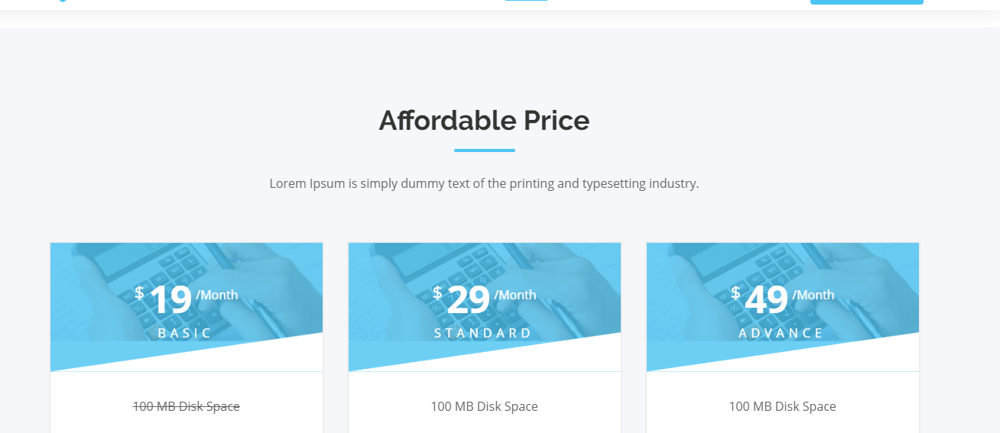 Affordable Price
Lorem Ipsum is simply dummy text of the printing and typesetting industry.
$ 19 /Month
BASIC
$ 29 /Month
STANDARD
$ 49 /Month
ADVANCE
100 MB Disk Space
100 MB Disk Space
100 MB Disk Space